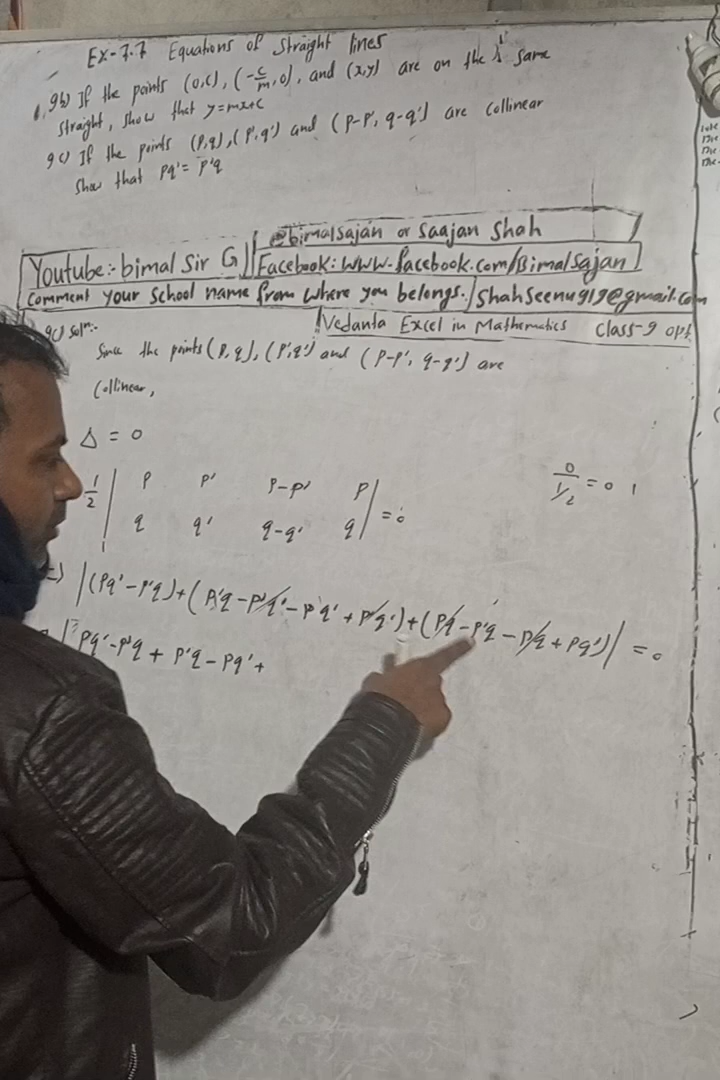 Ex-7.7 Equations of straight lines
9b) If the points (0,c), (-c/m, 0), and (x,y) are on the same
straight, show that y=mx+c
9c) If the points (p,q), (p',q') and (p-p', q-q') are collinear
Show that pq' = p'q
@bimalsajan or Saajan Shah
Youtube:- bimal Sir G
Facebook: www.facebook.com/Bimalsajan
Comment your School name from where you belongs. / shahseenu919@gmail.com
Vedanta Excel in Mathematics Class-9 opt.
9c) Solⁿ:-
Since the points (p,q), (p',q') and (p-p', q-q') are
Collinear,
Δ = 0
1/2 | p p' p-p' p
q q' q-q' q | = 0
0/1/2 = 0
=) |(pq'-p'q)+(p'q-p'q'-pq'+p'q')+(pq-p'q-pq+pq')| = 0
| pq'-p'q + p'q - pq' +